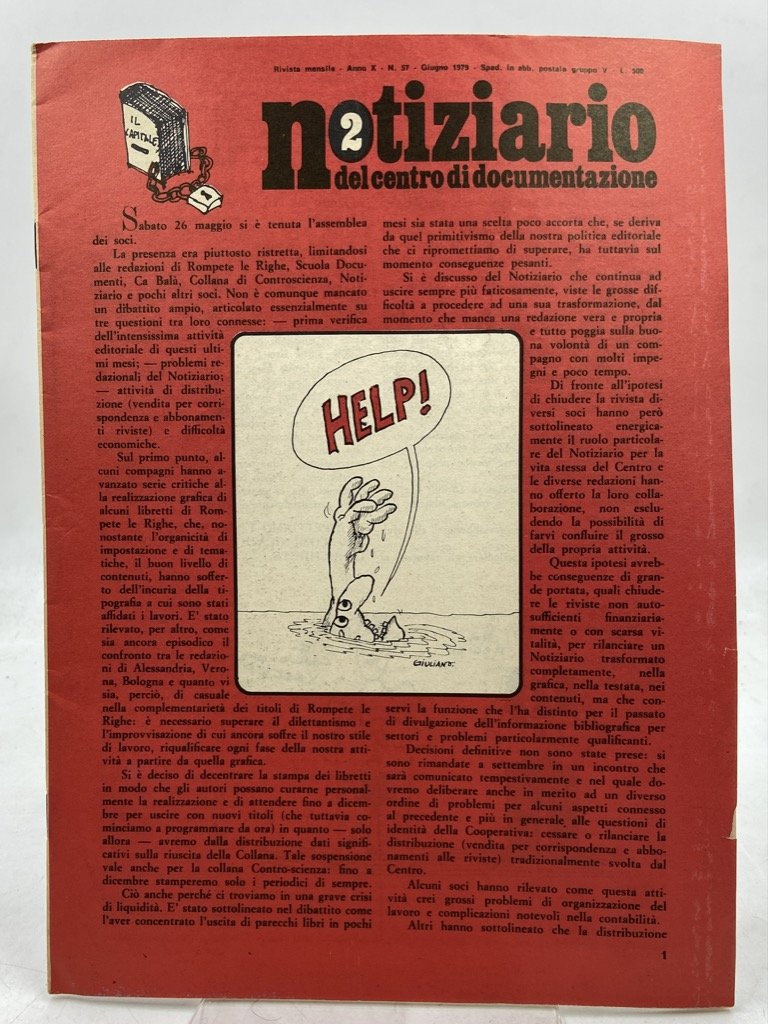 Rivista mensile - Anno X - N. 57 - Giugno 1979 - Sped. in abb. postale gruppo V - L. 500
IL
CAPITALE
1
notiziario
2
del centro di documentazione
Sabato 26 maggio si è tenuta l'assemblea
dei soci.
La presenza era piuttosto ristretta, limitandosi
alle redazioni di Rompete le Righe, Scuola Docu-
menti, Ca Balà, Collana di Controscienza, Noti-
ziario e pochi altri soci. Non è comunque mancato
un dibattito ampio, articolato essenzialmente su
tre questioni tra loro connesse: — prima verifica
dell'intensissima attività
editoriale di questi ulti-
mi mesi; — problemi re-
dazionali del Notiziario;
— attività di distribu-
zione (vendita per corri-
spondenza e abbonamen-
ti riviste) e difficoltà
economiche.
Sul primo punto, al-
cuni compagni hanno a-
vanzato serie critiche al-
la realizzazione grafica di
alcuni libretti di Rom-
pete le Righe, che, no-
nostante l'organicità di
impostazione e di tema-
tiche, il buon livello di
contenuti, hanno soffer-
to dell'incuria della ti-
pografia a cui sono stati
affidati i lavori. E' stato
rilevato, per altro, come
sia ancora episodico il
confronto tra le redazio-
ni di Alessandria, Vero-
na, Bologna e quanto vi
sia, perciò, di casuale
nella complementarietà dei titoli di Rompete le
Righe: è necessario superare il dilettantismo e
l'improvvisazione di cui ancora soffre il nostro stile
di lavoro, riqualificare ogni fase della nostra atti-
vità a partire da quella grafica.
Si è deciso di decentrare la stampa dei libretti
in modo che gli autori possano curarne personal-
mente la realizzazione e di attendere fino a dicem-
bre per uscire con nuovi titoli (che tuttavia co-
minciamo a programmare da ora) in quanto — solo
allora — avremo dalla distribuzione dati signi-
cativi sulla riuscita della Collana. Tale sospensione
vale anche per la collana Contro-scienza: fino a
dicembre stamperemo solo i periodici di sempre.
Ciò anche perché ci troviamo in una grave crisi
di liquidità. E' stato sottolineato nel dibattito come
l'aver concentrato l'uscita di parecchi libri in pochi
mesi sia stata una scelta poco accorta che, se deriva
da quel primitivismo della nostra politica editoriale
che ci ripromettiamo di superare, ha tuttavia sul
momento conseguenze pesanti.
Si è discusso del Notiziario che continua ad
uscire sempre più faticosamente, viste le grosse dif-
ficoltà a procedere ad una sua trasformazione, dal
momento che manca una redazione vera e propria
e tutto poggia sulla buo-
na volontà di un com-
pagno con molti impe-
gni e poco tempo.
Di fronte all'ipotesi
di chiudere la rivista di-
versi soci hanno però
sottolineato energica-
mente il ruolo particola-
re del Notiziario per la
vita stessa del Centro e
le diverse redazioni han-
no offerto la loro colla-
borazione, non esclu-
dendo la possibilità di
farvi confluire il grosso
della propria attività.
Questa ipotesi avreb-
be conseguenze di gran-
de portata, quali chiude-
re le riviste non auto-
sufficienti finanziaria-
mente o con scarsa vi-
talità, per rilanciare un
Notiziario trasformato
completamente, nella
grafica, nella testata, nei
contenuti, ma che con-
servi la funzione che l'ha distinto per il passato
di divulgazione dell'informazione bibliografica per
settori e problemi particolarmente qualificanti.
Decisioni definitive non sono state prese: si
sono rimandate a settembre in un incontro che
sarà comunicato tempestivamente e nel quale do-
vremo deliberare anche in merito ad un diverso
ordine di problemi per alcuni aspetti connesso
al precedente e più in generale alle questioni di
identità della Cooperativa: cessare o rilanciare la
distribuzione (vendita per corrispondenza e abbo-
namenti alle riviste) tradizionalmente svolta dal
Centro.
Alcuni soci hanno rilevato come questa atti-
vità crei grossi problemi di organizzazione del
lavoro e complicazioni notevoli nella contabilità.
Altri hanno sottolineato che la distribuzione
HELP!
GIULIANO.
1